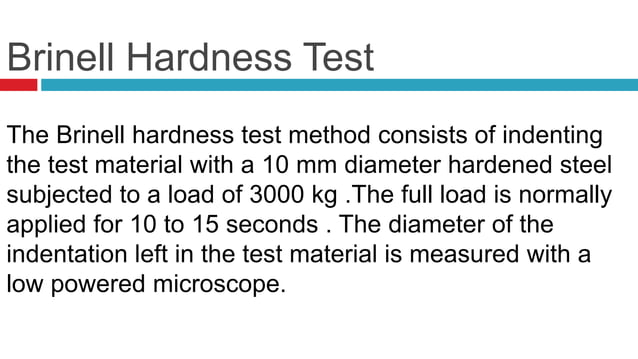 Brinell Hardness Test
The Brinell hardness test method consists of indenting
the test material with a 10 mm diameter hardened steel
subjected to a load of 3000 kg .The full load is normally
applied for 10 to 15 seconds . The diameter of the
indentation left in the test material is measured with a
low powered microscope.